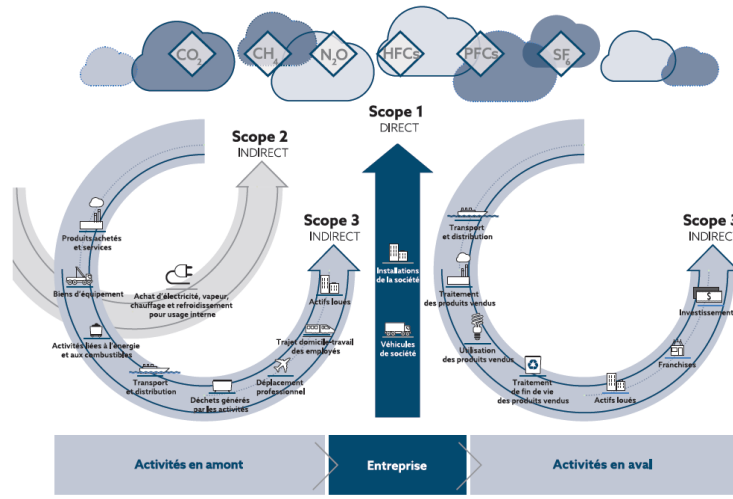 CO2
CH4
N2O
HFCs
PFCs
SF6
Scope 2
INDIRECT
Scope 1
DIRECT
Scope 3
INDIRECT
Scope 3
INDIRECT
Produits achetés
et services
Biens d'équipement
Achat d'électricité, vapeur,
chauffage et refroidissement
pour usage interne
Activités liées à l'énergie
et aux combustibles
Transport
et distribution
Déchets générés
par les activités
Déplacement
professionnel
Trajet domicile-travail
des employés
Actifs loués
Installations
de la société
Véhicules
de société
Transport
et distribution
Traitement
des produits vendus
Utilisation
des produits vendus
Traitement
de fin de vie
des produits vendus
Actifs loués
Franchises
Investissement
$
Activités en amont
Entreprise
Activités en aval